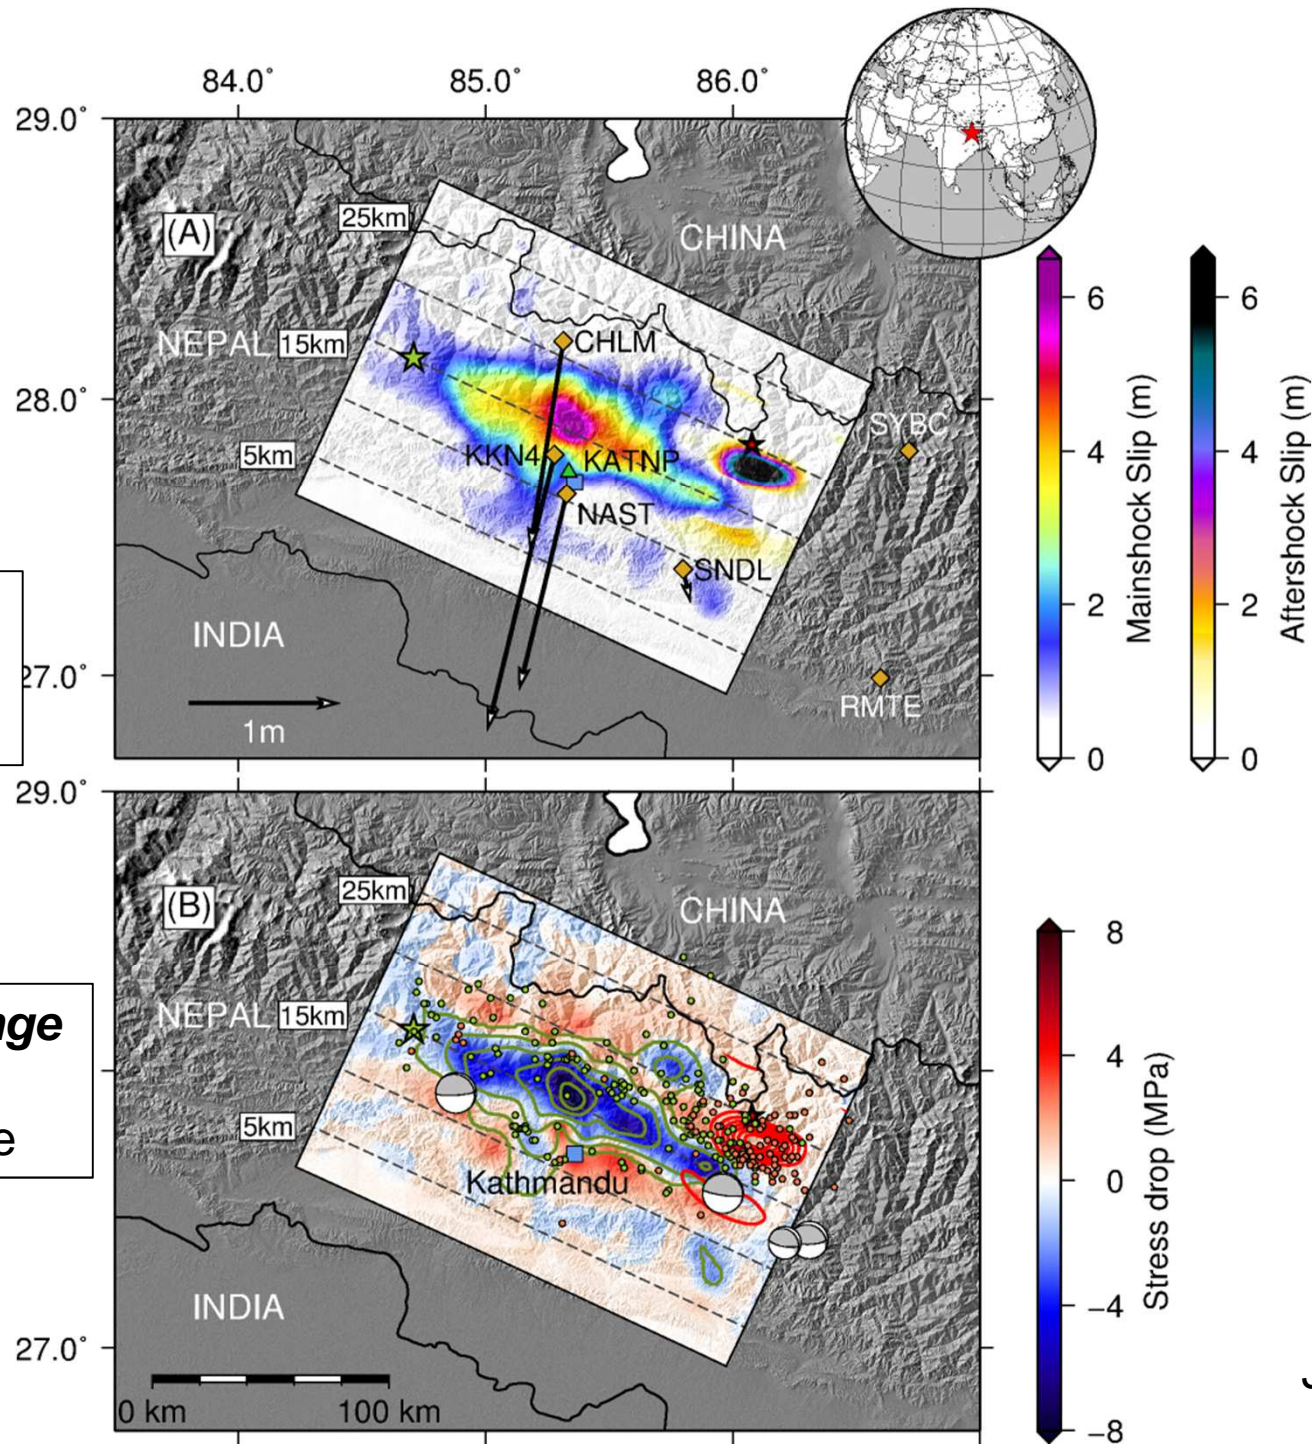 84.0° 85.0° 86.0°
29.0°
(A)
25km
CHINA
NEPAL
15km
CHLM
28.0°
SYBC
5km
KKN4
KATNP
NAST
SNDL
INDIA
27.0°
RMTE
1m
6
4
2
0
Mainshock Slip (m)
6
4
2
0
Aftershock Slip (m)
29.0°
(B)
25km
CHINA
NEPAL
15km
nge
5km
e
Kathmandu
INDIA
27.0°
0 km 100 km
8
4
0
−4
−8
Stress drop (MPa)